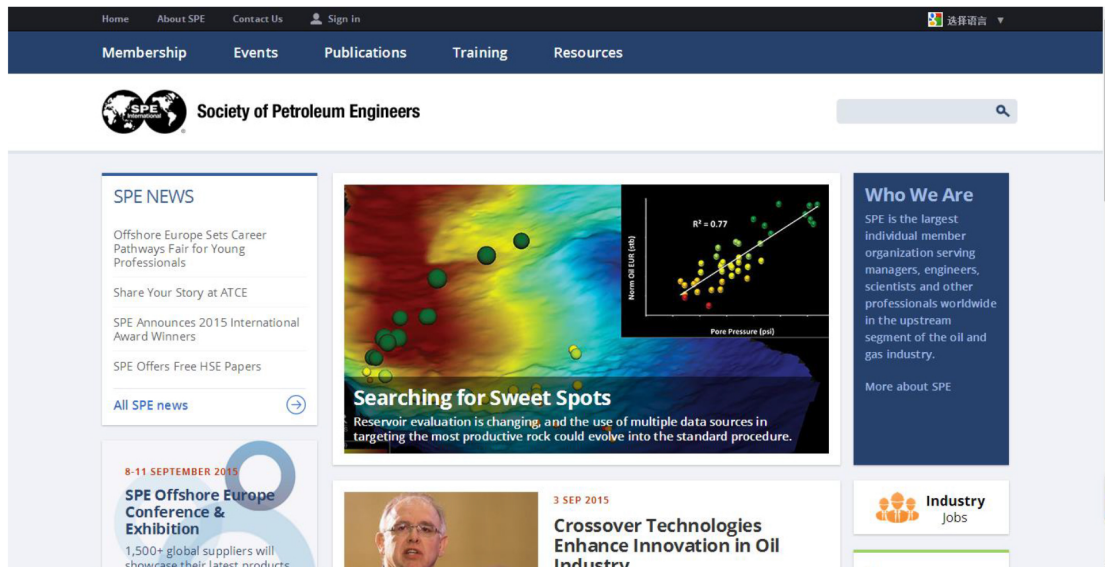 Home About SPE Contact Us Sign in 选择语言 ▼
Membership Events Publications Training Resources
SPE
International
Society of Petroleum Engineers
SPE NEWS
Offshore Europe Sets Career
Pathways Fair for Young
Professionals
Share Your Story at ATCE
SPE Announces 2015 International
Award Winners
SPE Offers Free HSE Papers
All SPE news
8-11 SEPTEMBER 2015
SPE Offshore Europe
Conference &
Exhibition
1,500+ global suppliers will
showcase their latest products
R² = 0.77
Norm Oil EUR (stb)
Pore Pressure (psi)
Searching for Sweet Spots
Reservoir evaluation is changing, and the use of multiple data sources in
targeting the most productive rock could evolve into the standard procedure.
3 SEP 2015
Crossover Technologies
Enhance Innovation in Oil
Industry
Who We Are
SPE is the largest
individual member
organization serving
managers, engineers,
scientists and other
professionals worldwide
in the upstream
segment of the oil and
gas industry.
More about SPE
Industry
Jobs